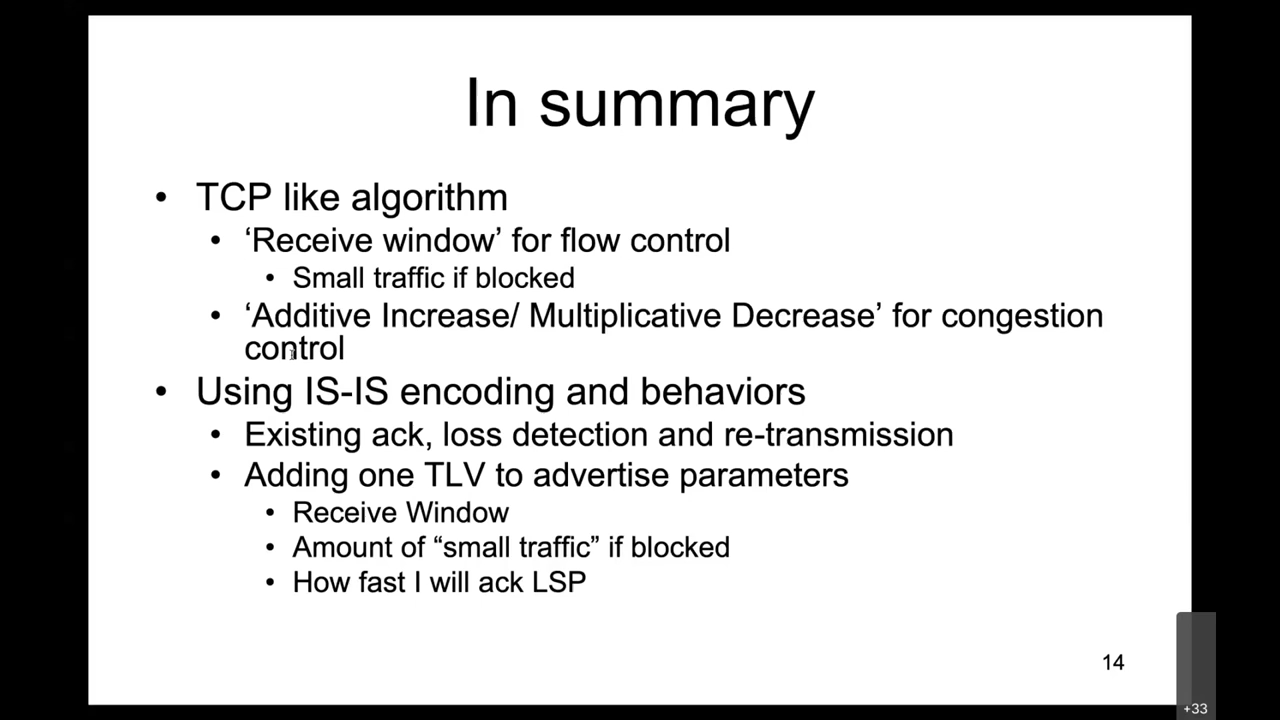 In summary
• TCP like algorithm
• ‘Receive window’ for flow control
• Small traffic if blocked
• ‘Additive Increase/ Multiplicative Decrease’ for congestion
control
• Using IS-IS encoding and behaviors
• Existing ack, loss detection and re-transmission
• Adding one TLV to advertise parameters
• Receive Window
• Amount of “small traffic” if blocked
• How fast I will ack LSP
14
+33